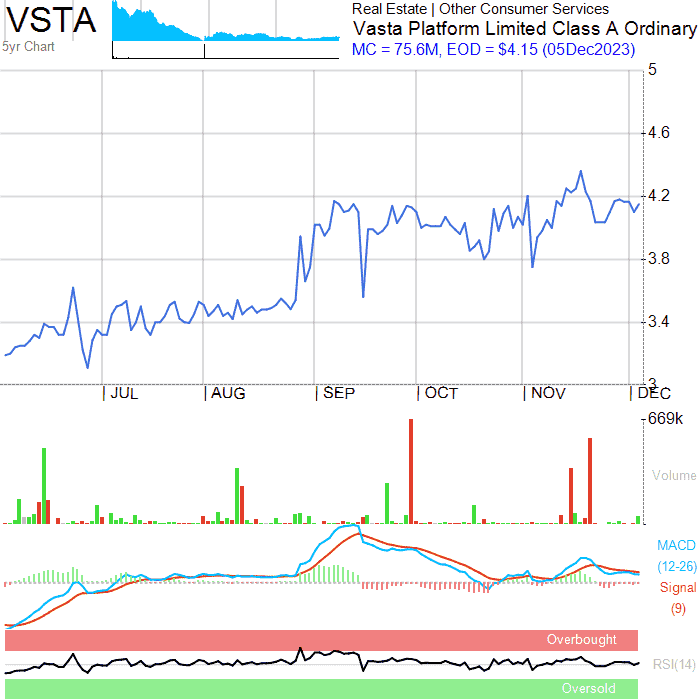 VSTA
5yr Chart
Real Estate | Other Consumer Services
Vasta Platform Limited Class A Ordinary
MC = 75.6M, EOD = $4.15 (05Dec2023)
5
4.6
4.2
3.8
3.4
3
JUL
AUG
SEP
OCT
NOV
DEC
669k
Volume
MACD
(12-26)
Signal
(9)
Overbought
RSI(14)
Oversold